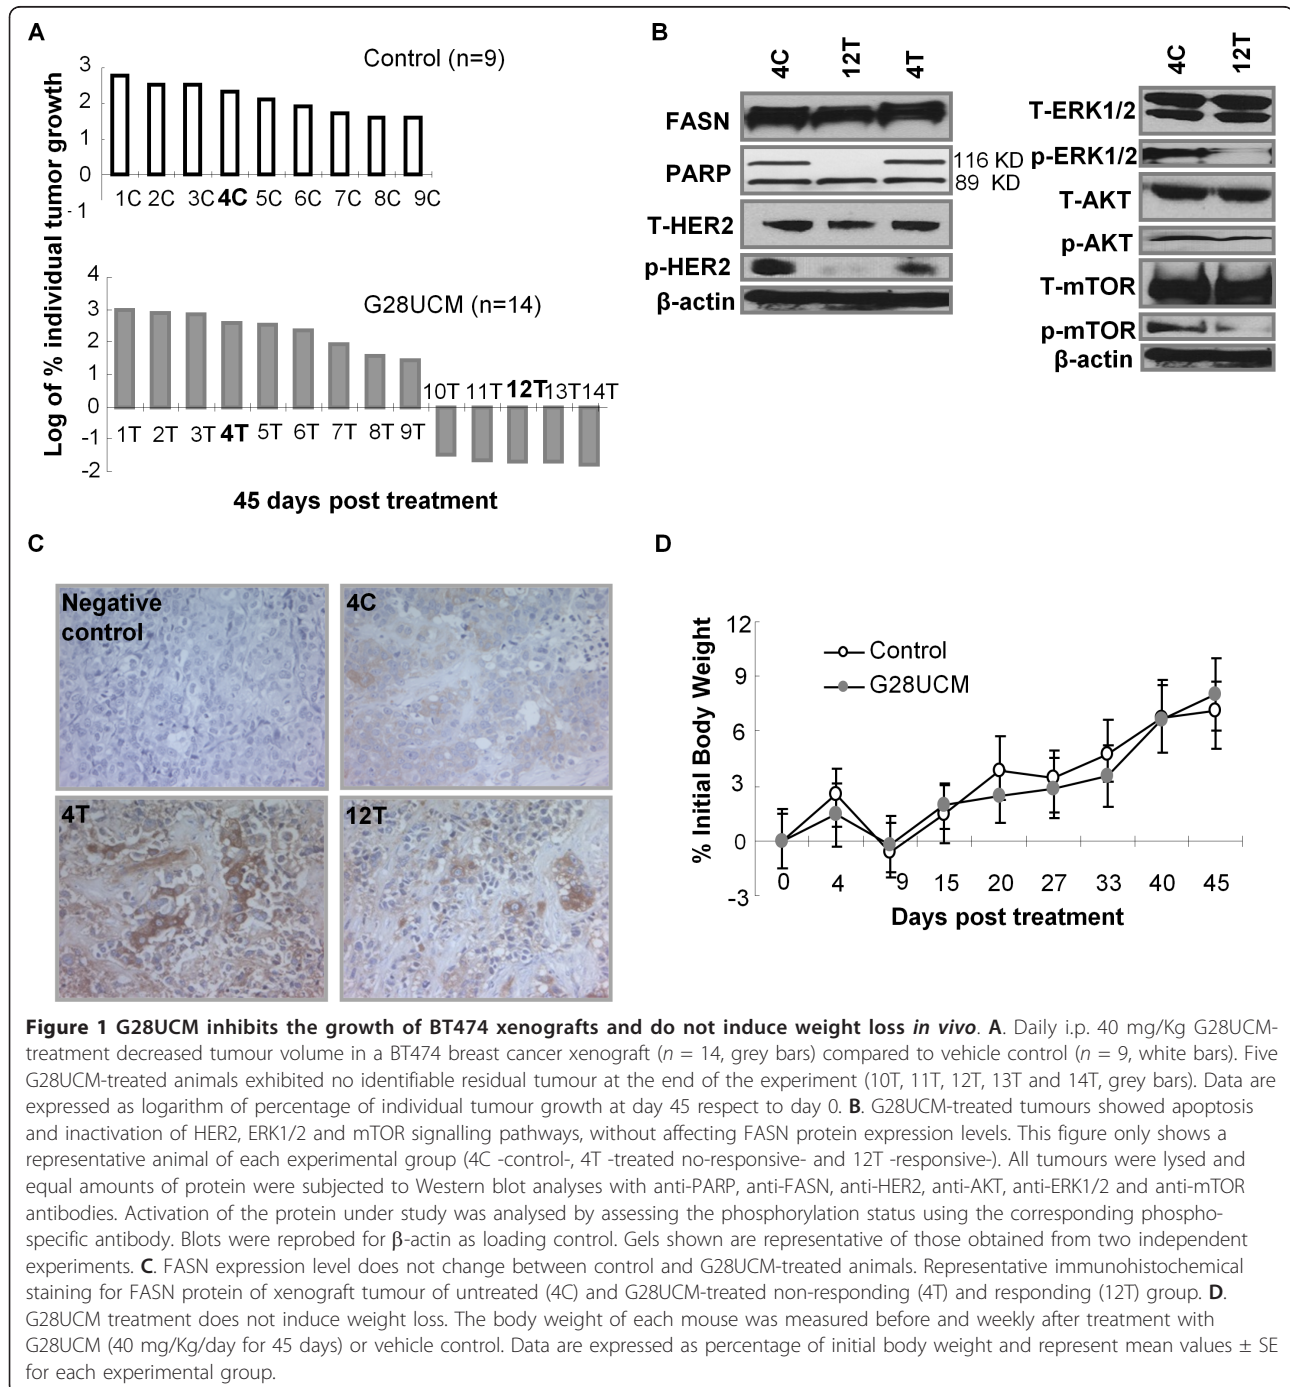 A
Control (n=9)
Log of % individual tumor growth
3
2
1
0
- 1
1C 2C 3C 4C 5C 6C 7C 8C 9C
4
3
2
1
0
-1
-2
G28UCM (n=14)
10T 11T 12T 13T 14T
1T 2T 3T 4T 5T 6T 7T 8T 9T
45 days post treatment
B
4C 12T 4T
FASN
PARP
116 KD
89 KD
T-HER2
p-HER2
β-actin
4C 12T
T-ERK1/2
p-ERK1/2
T-AKT
p-AKT
T-mTOR
p-mTOR
β-actin
C
Negative
control
4C
4T
12T
D
% Initial Body Weight
12
9
6
3
0
-3
Control
G28UCM
0 4 9 15 20 27 33 40 45
Days post treatment
Figure 1 G28UCM inhibits the growth of BT474 xenografts and do not induce weight loss in vivo. A. Daily i.p. 40 mg/Kg G28UCM-
treatment decreased tumour volume in a BT474 breast cancer xenograft (n = 14, grey bars) compared to vehicle control (n = 9, white bars). Five
G28UCM-treated animals exhibited no identifiable residual tumour at the end of the experiment (10T, 11T, 12T, 13T and 14T, grey bars). Data are
expressed as logarithm of percentage of individual tumour growth at day 45 respect to day 0. B. G28UCM-treated tumours showed apoptosis
and inactivation of HER2, ERK1/2 and mTOR signalling pathways, without affecting FASN protein expression levels. This figure only shows a
representative animal of each experimental group (4C -control-, 4T -treated no-responsive- and 12T -responsive-). All tumours were lysed and
equal amounts of protein were subjected to Western blot analyses with anti-PARP, anti-FASN, anti-HER2, anti-AKT, anti-ERK1/2 and anti-mTOR
antibodies. Activation of the protein under study was analysed by assessing the phosphorylation status using the corresponding phospho-
specific antibody. Blots were reprobed for β-actin as loading control. Gels shown are representative of those obtained from two independent
experiments. C. FASN expression level does not change between control and G28UCM-treated animals. Representative immunohistochemical
staining for FASN protein of xenograft tumour of untreated (4C) and G28UCM-treated non-responding (4T) and responding (12T) group. D.
G28UCM treatment does not induce weight loss. The body weight of each mouse was measured before and weekly after treatment with
G28UCM (40 mg/Kg/day for 45 days) or vehicle control. Data are expressed as percentage of initial body weight and represent mean values ± SE
for each experimental group.